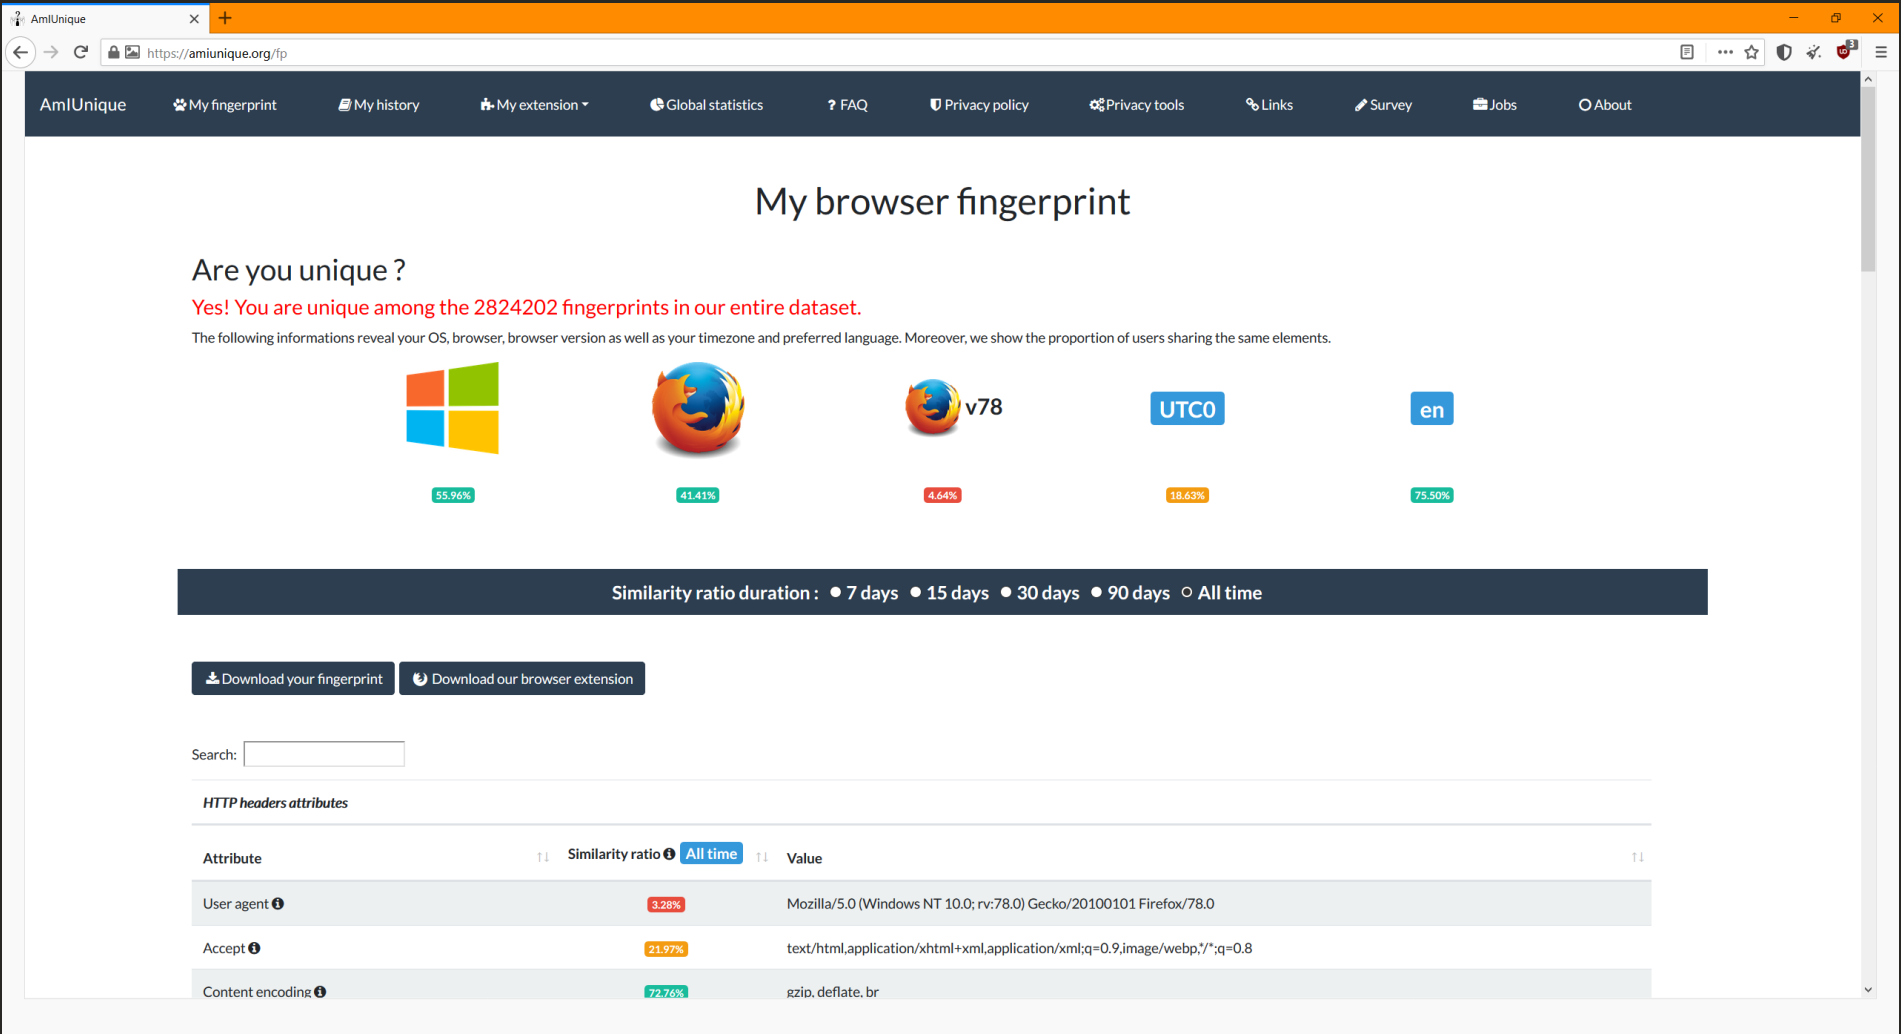 AmIUnique
https://amiunique.org/fp
3
AmIUnique My fingerprint My history My extension Global statistics ? FAQ Privacy policy Privacy tools Links Survey Jobs About
My browser fingerprint
Are you unique ?
Yes! You are unique among the 2824202 fingerprints in our entire dataset.
The following informations reveal your OS, browser, browser version as well as your timezone and preferred language. Moreover, we show the proportion of users sharing the same elements.
v78 UTC0 en
55.96% 41.41% 4.64% 18.63% 75.50%
Similarity ratio duration : 7 days 15 days 30 days 90 days All time
Download your fingerprint Download our browser extension
Search:
HTTP headers attributes
Attribute Similarity ratio All time Value
User agent 3.28% Mozilla/5.0 (Windows NT 10.0; rv:78.0) Gecko/20100101 Firefox/78.0
Accept 21.97% text/html,application/xhtml+xml,application/xml;q=0.9,image/webp,*/*;q=0.8
Content encoding 72.76% gzip, deflate, br